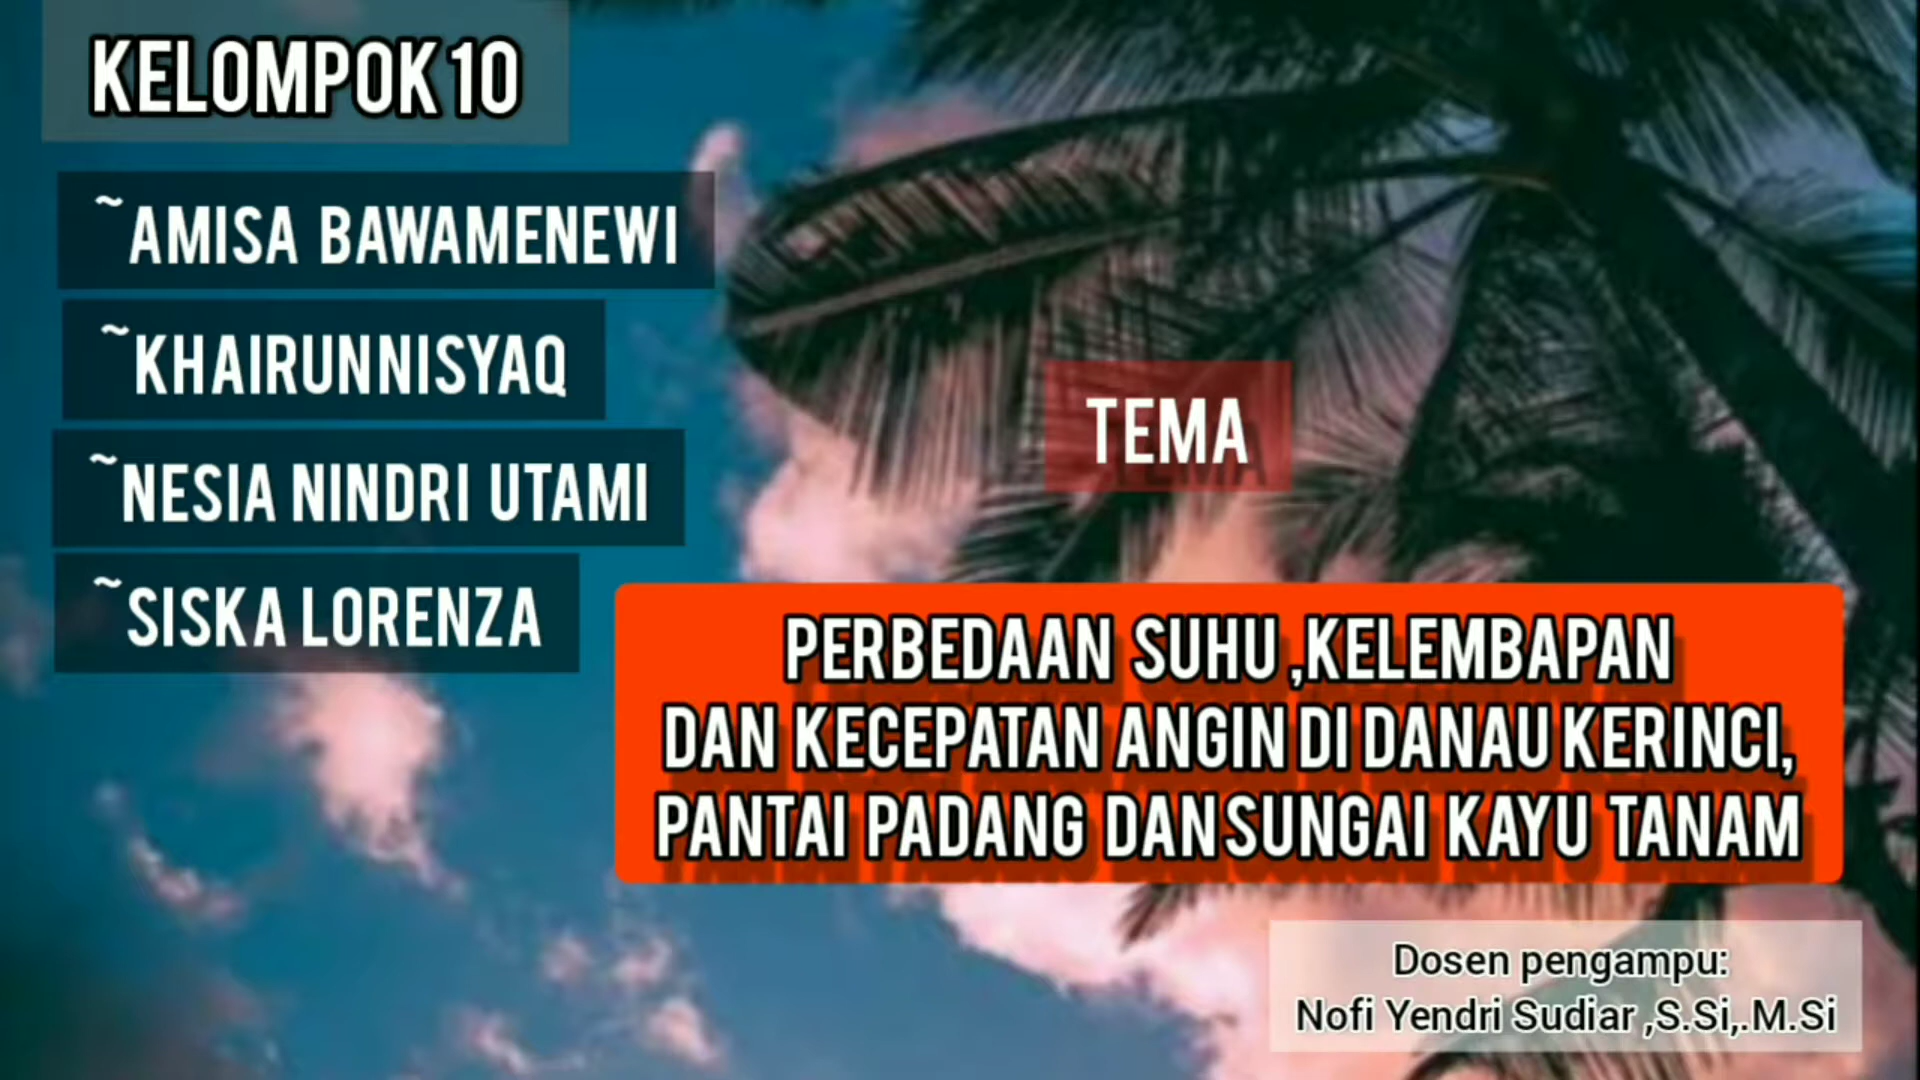 KELOMPOK 10
~AMISA BAWAMENEWI
~KHAIRUNNISYAQ
~NESIA NINDRI UTAMI
~SISKA LORENZA
TEMA
PERBEDAAN SUHU ,KELEMBAPAN
DAN KECEPATAN ANGIN DI DANAU KERINCI,
PANTAI PADANG DAN SUNGAI KAYU TANAM
Dosen pengampu:
Nofi Yendri Sudiar ,S.Si,.M.Si